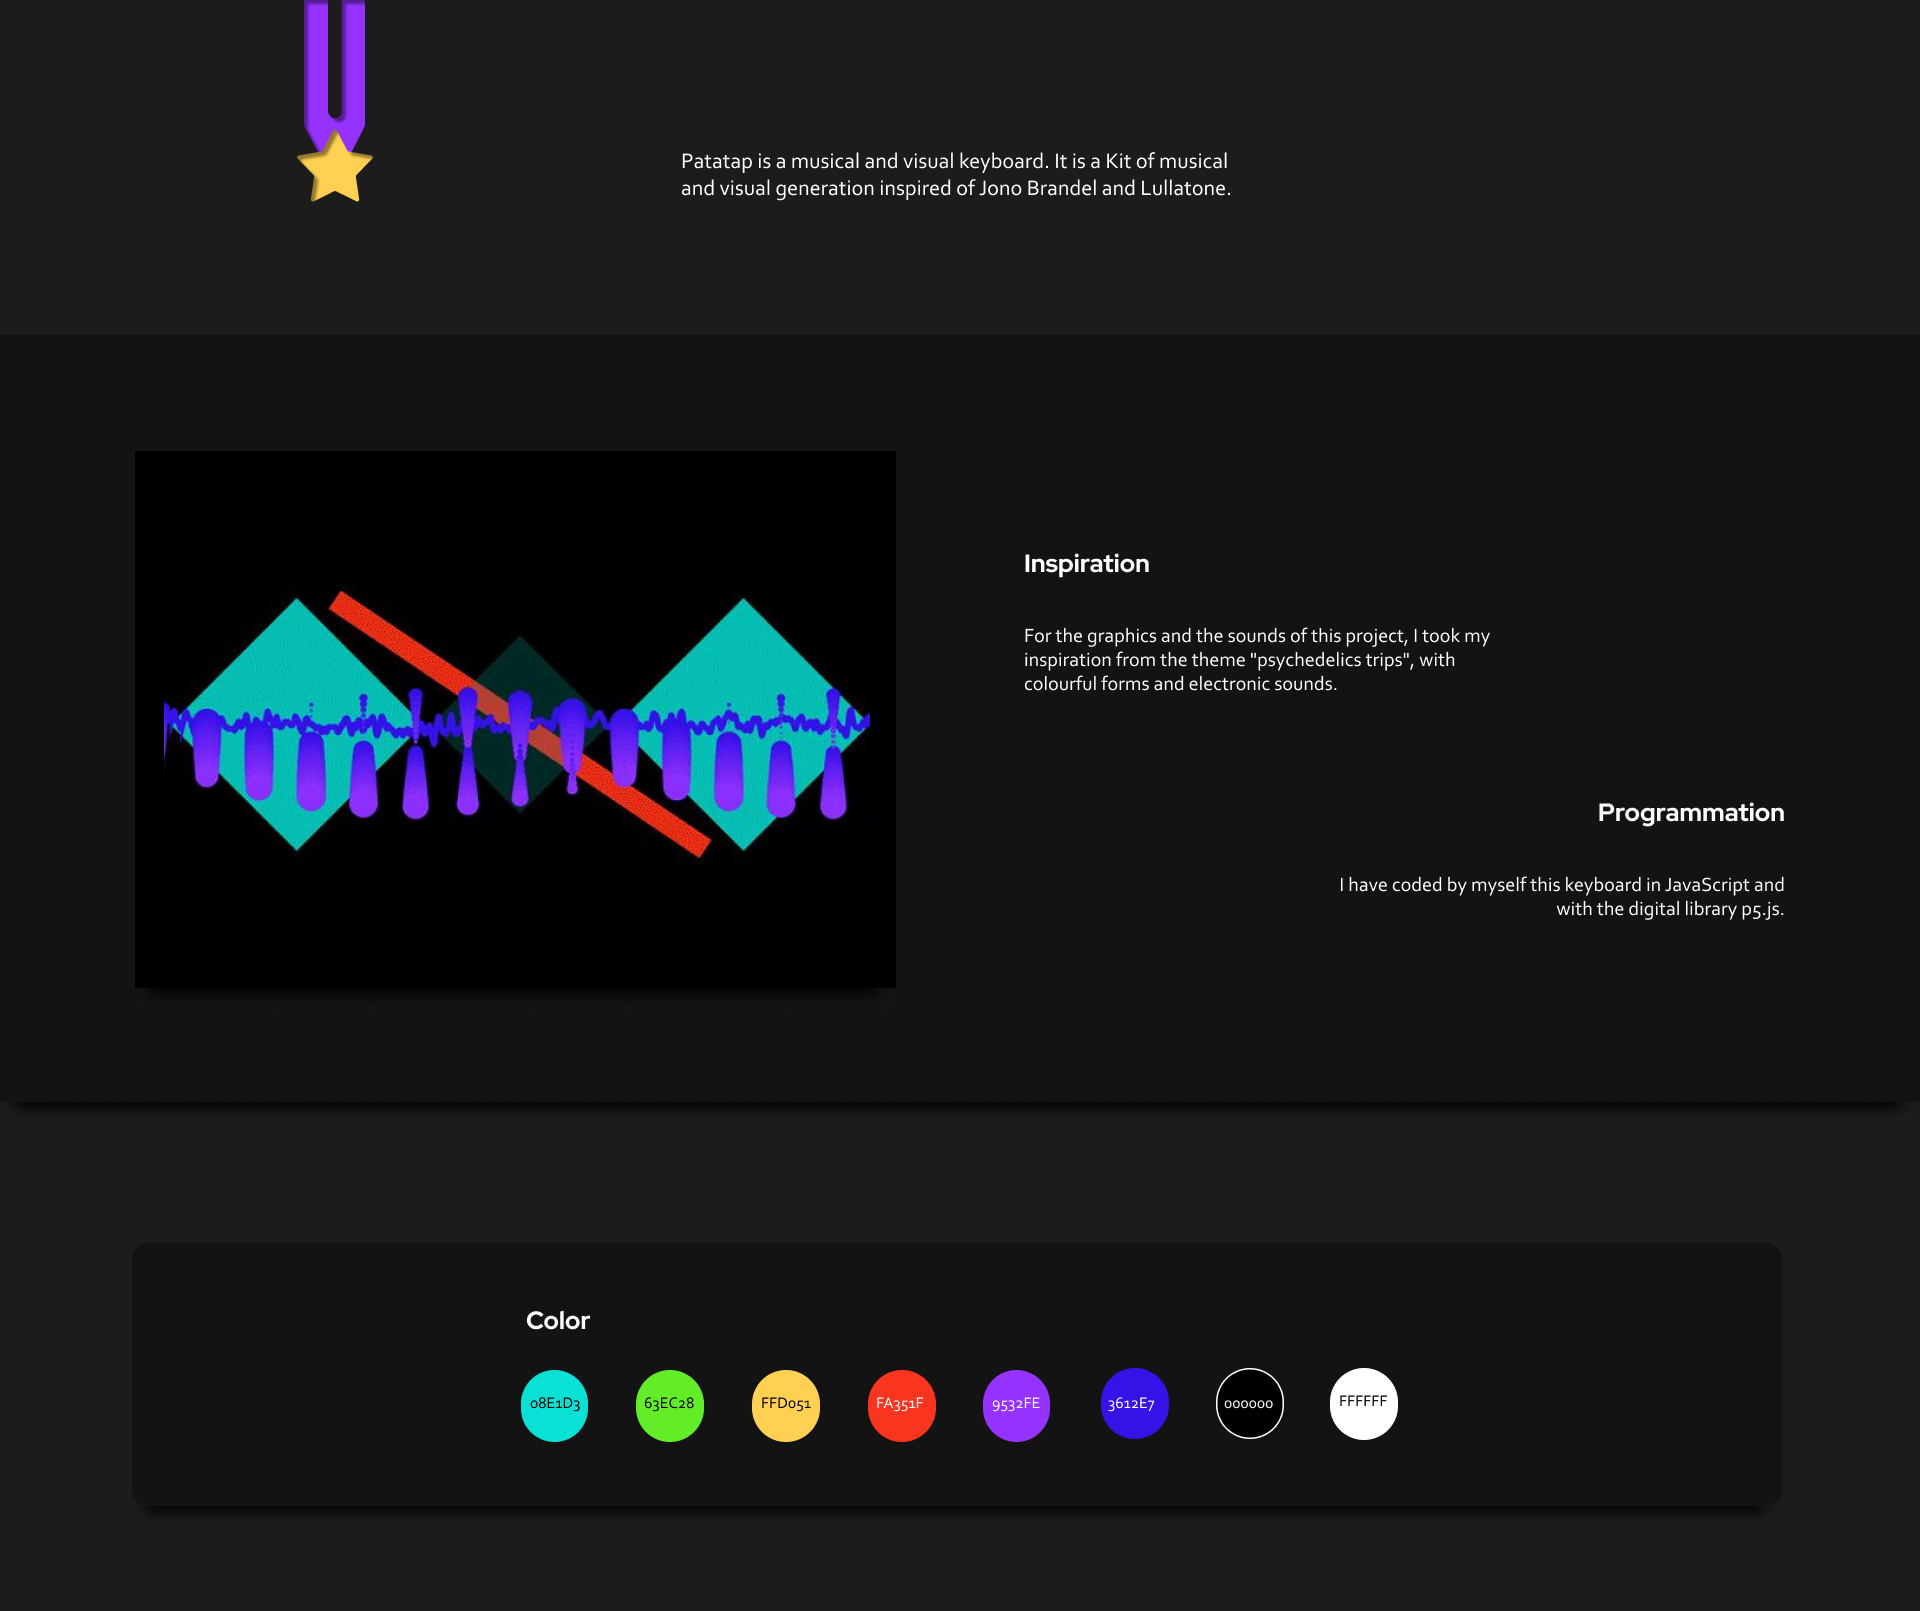 Patatap is a musical and visual keyboard. It is a Kit of musical
and visual generation inspired of Jono Brandel and Lullatone.
Inspiration
For the graphics and the sounds of this project, I took my
inspiration from the theme "psychedelics trips", with
colourful forms and electronic sounds.
Programmation
I have coded by myself this keyboard in JavaScript and
with the digital library p5.js.
Color
08E1D3
63EC28
FFD051
FA351F
9532FE
3612E7
000000
FFFFFF